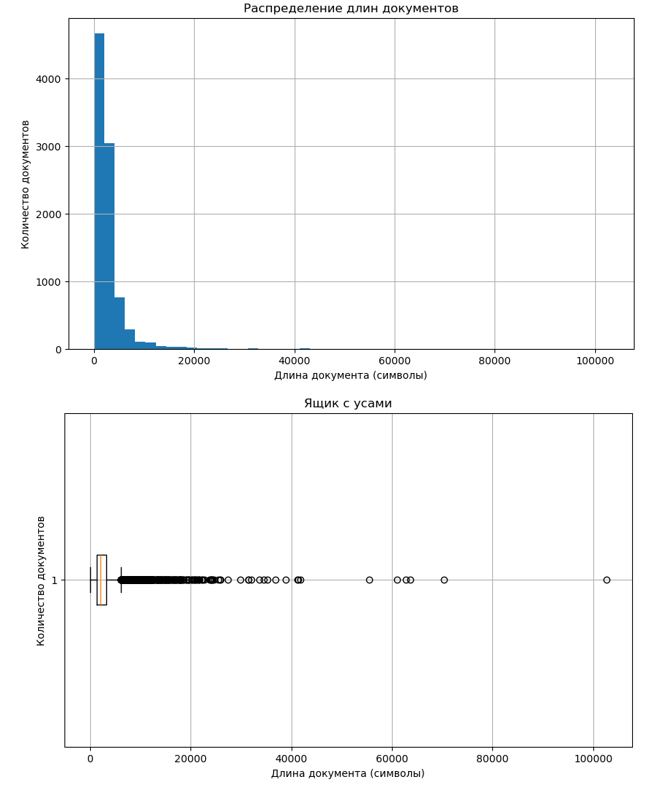 Распределение длин документов
4000
3000
2000
1000
0
Количество документов
0 20000 40000 60000 80000 100000
Длина документа (символы)
Ящик с усами
1
Количество документов
0 20000 40000 60000 80000 100000
Длина документа (символы)